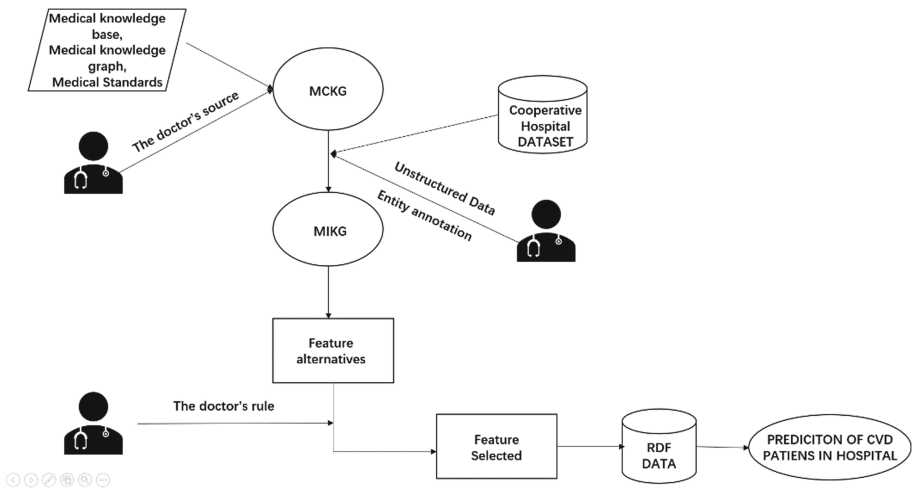 Medical knowledge
base,
Medical knowledge
graph,
Medical Standards
MCKG
Cooperative
Hospital
DATASET
The doctor's source
Unstructured Data
Entity annotation
MIKG
Feature
alternatives
The doctor's rule
Feature
Selected
RDF
DATA
PREDICITON OF CVD
PATIENS IN HOSPITAL